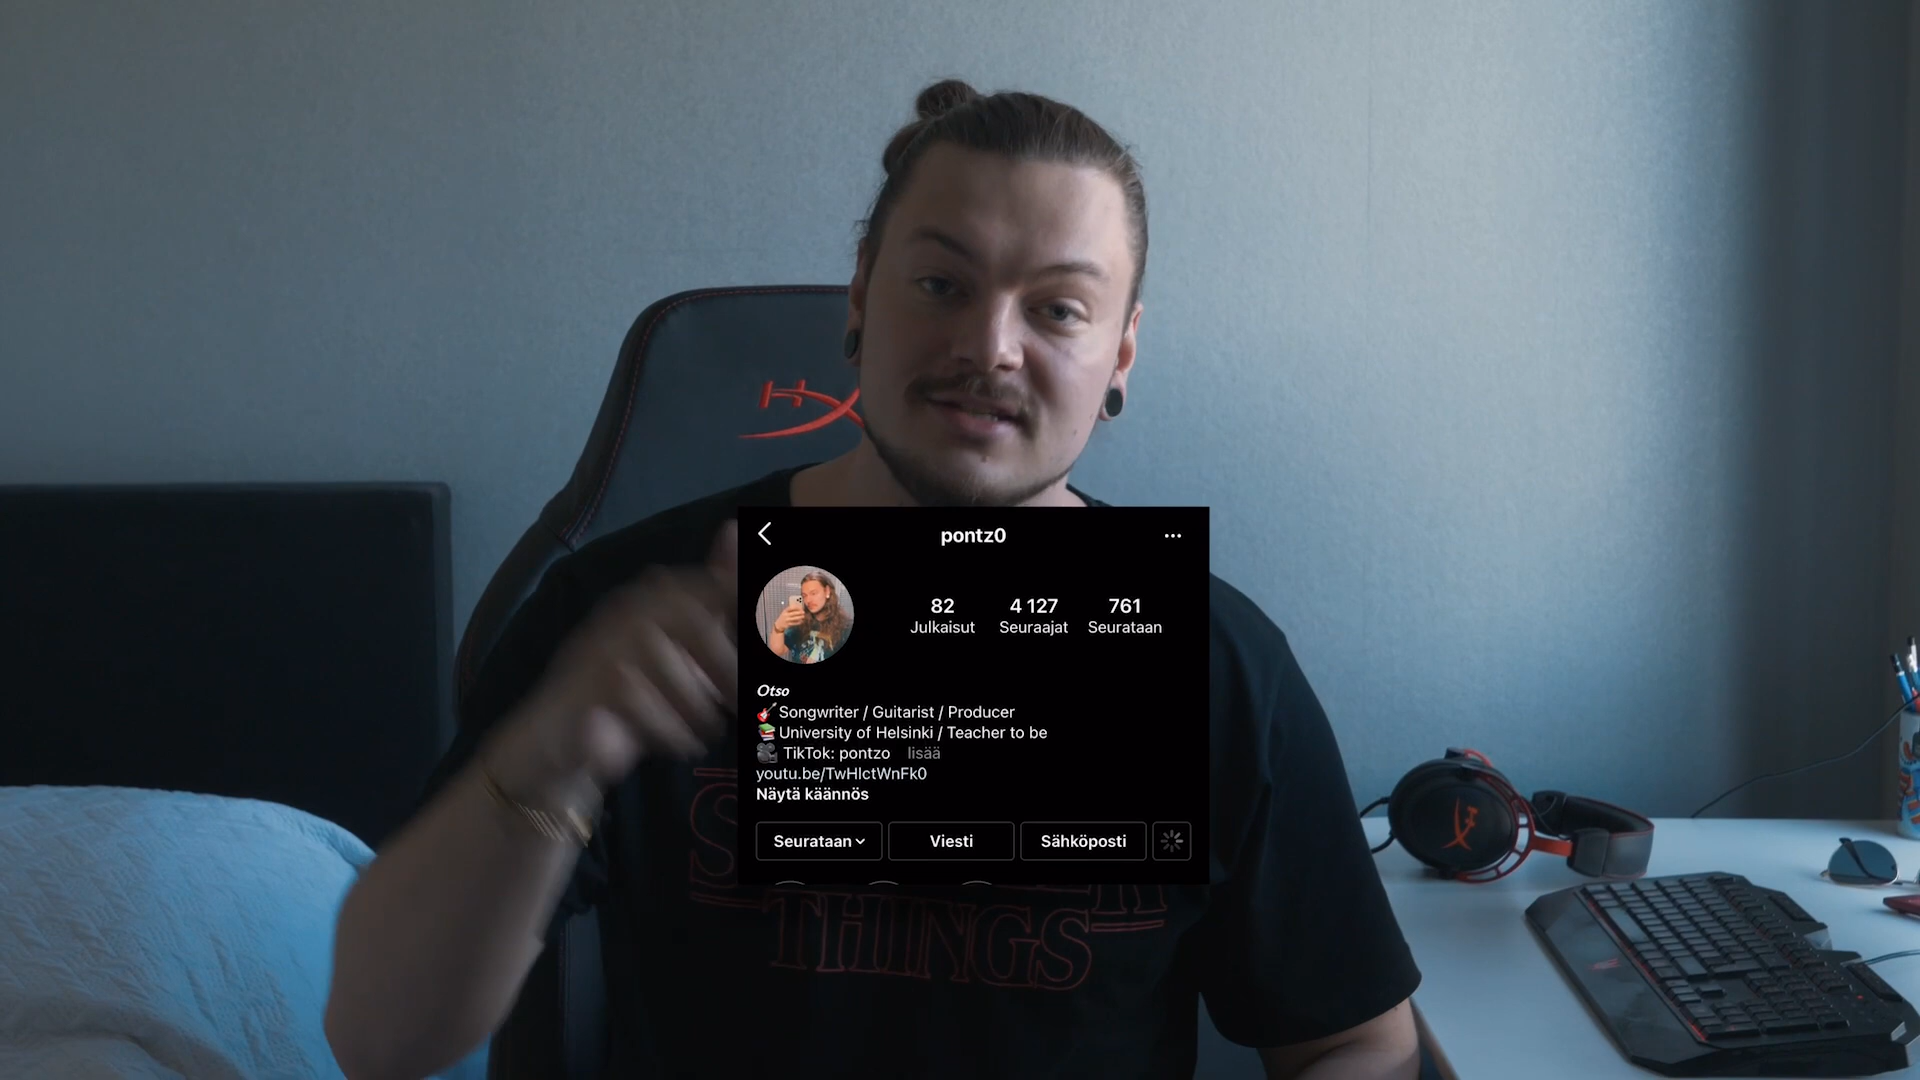 pontz0
82 4 127 761
Julkaisut Seuraajat Seurataan
Otso
Songwriter / Guitarist / Producer
University of Helsinki / Teacher to be
TikTok: pontzo lisää
youtu.be/TwHlctWnFk0
Näytä käännös
Seurataan Viesti Sähköposti
THINGS